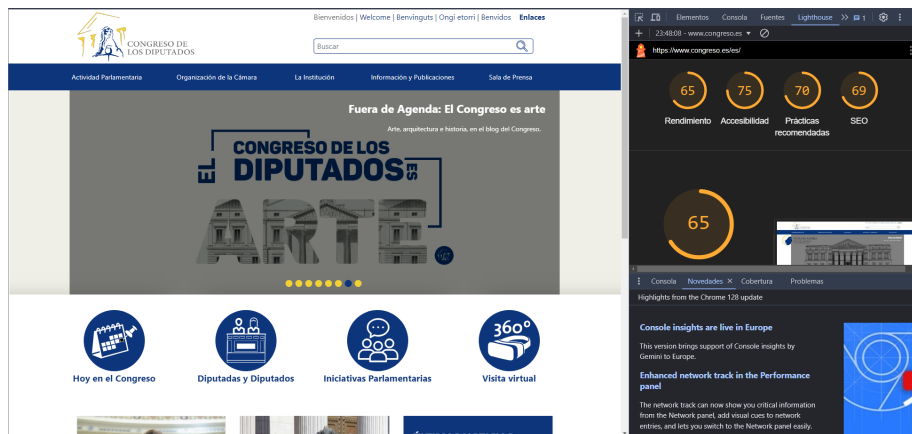 Bienvenidos | Welcome | Benvinguts | Ongi etorri | Benvidos Enlaces
CONGRESO DE
LOS DIPUTADOS
Buscar
Actividad Parlamentaria Organización de la Cámara La Institución Información y Publicaciones Sala de Prensa
Fuera de Agenda: El Congreso es arte
Arte, arquitectura e historia, en el blog del Congreso.
EL CONGRESO DE LOS
DIPUTADOS ES
ARTE.
360º
Hoy en el Congreso Diputadas y Diputados Iniciativas Parlamentarias Visita virtual
Elementos Consola Fuentes Lighthouse 1
23:48:08 - www.congreso.es
https://www.congreso.es/es/
65 75 70 69
Rendimiento Accesibilidad Prácticas recomendadas SEO
65
Consola Novedades Cobertura Problemas
Highlights from the Chrome 128 update
Console insights are live in Europe
This version brings support of Console insights by
Gemini to Europe.
Enhanced network track in the Performance
panel
The network track can now show you critical information
from the Network panel, add visual cues to network
entries, and lets you switch to the Network panel easily.